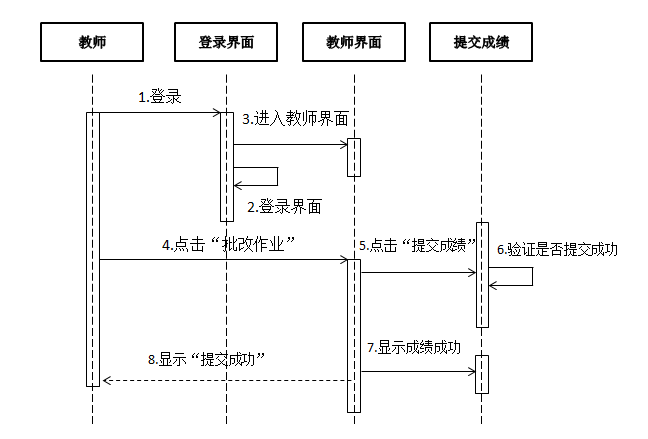 教师
登录界面
教师界面
提交成绩
1.登录
3.进入教师界面
2.登录界面
4.点击“批改作业”
5.点击“提交成绩”
6.验证是否提交成功
7.显示成绩成功
8.显示“提交成功”